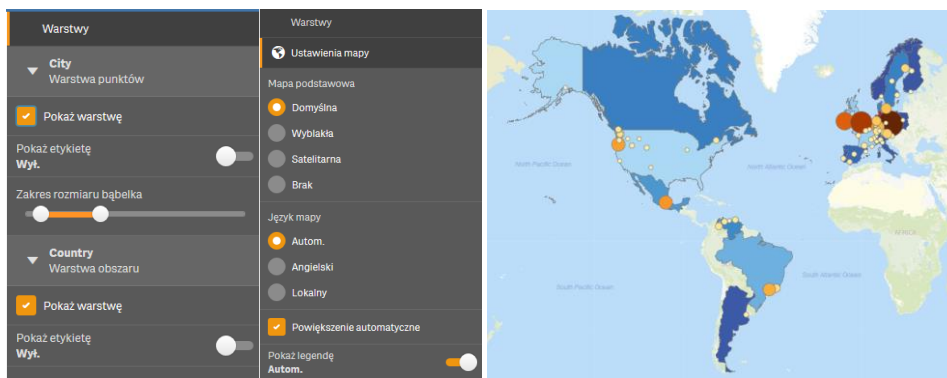 Warstwy
City
Warstwa punktów
Pokaż warstwę
Pokaż etykietę
Wył.
Zakres rozmiaru bąbelka
Country
Warstwa obszaru
Pokaż warstwę
Pokaż etykietę
Wył.
Warstwy
Ustawienia mapy
Mapa podstawowa
Domyślna
Wyblakła
Satelitarna
Brak
Język mapy
Autom.
Angielski
Lokalny
Powiększenie automatyczne
Pokaż legendę
Autom.
North Pacific Ocean
North Atlantic Ocean
AFRICA
South Pacific Ocean
South Atlantic Ocean